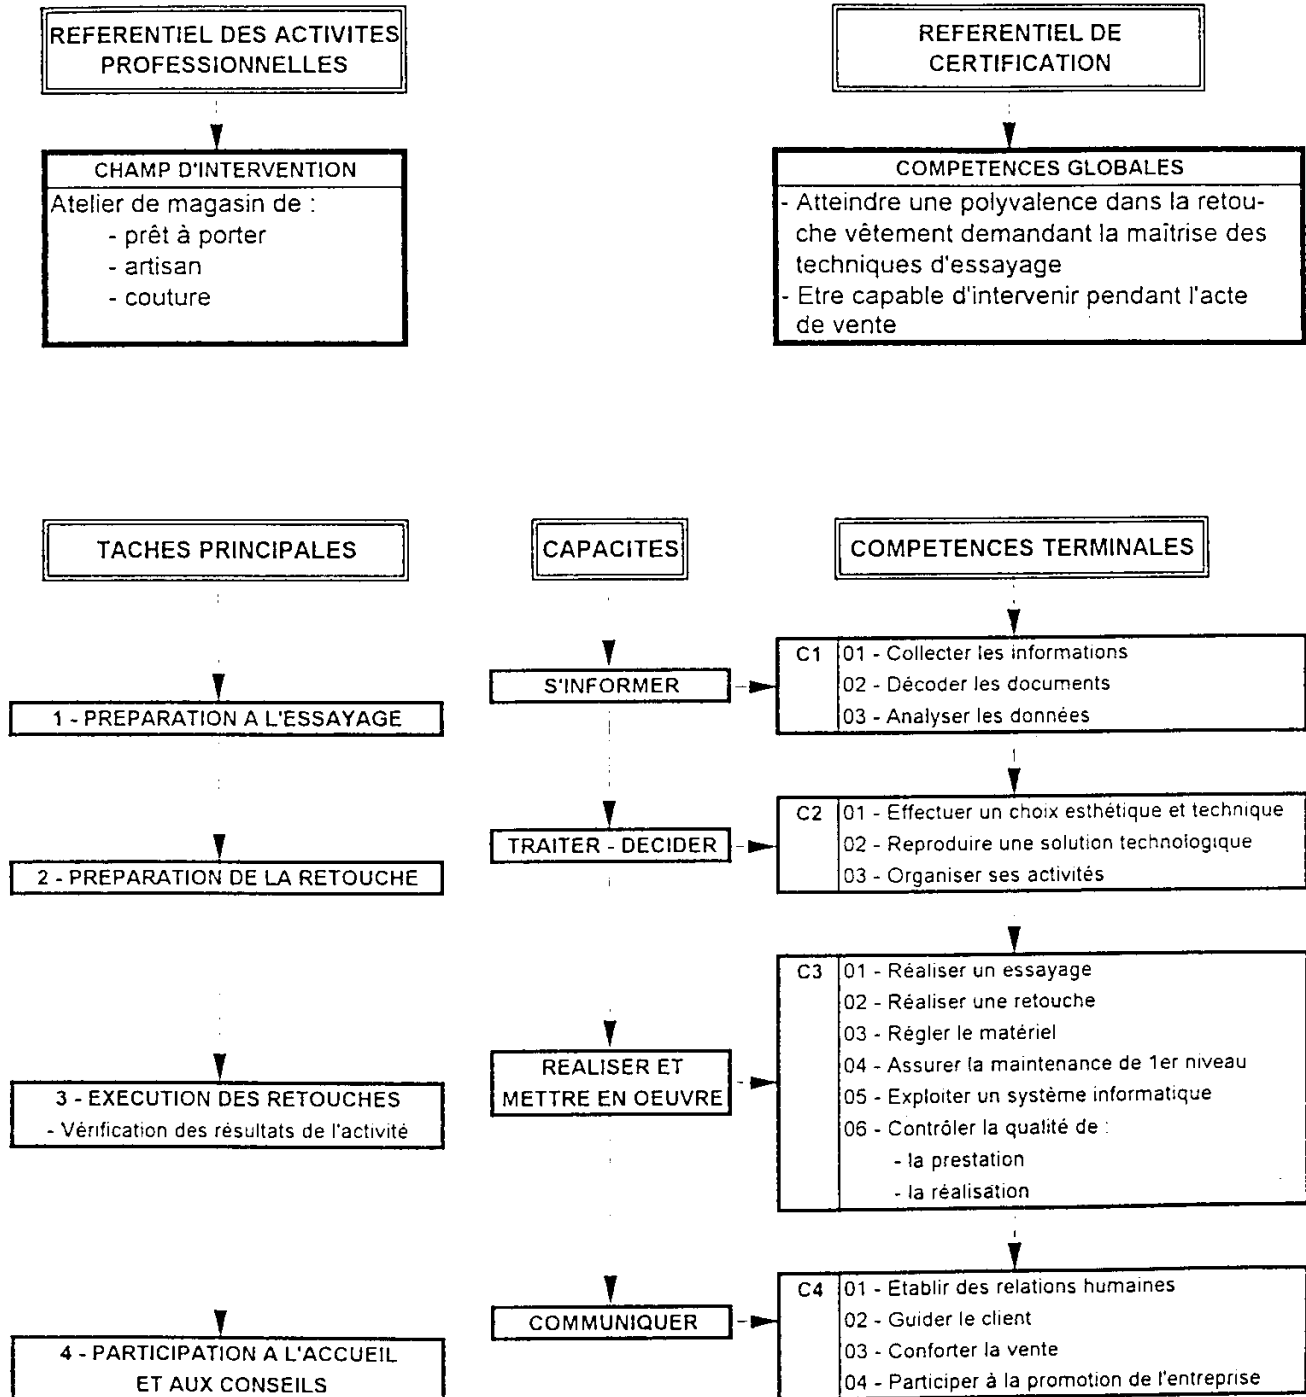 REFERENTIEL DES ACTIVITES
PROFESSIONNELLES
REFERENTIEL DE
CERTIFICATION
CHAMP D'INTERVENTION
Atelier de magasin de :
- prêt à porter
- artisan
- couture
COMPETENCES GLOBALES
- Atteindre une polyvalence dans la retou-
che vêtement demandant la maîtrise des
techniques d'essayage
- Etre capable d'intervenir pendant l'acte
de vente
TACHES PRINCIPALES
CAPACITES
COMPETENCES TERMINALES
1 - PREPARATION A L'ESSAYAGE
S'INFORMER
C1 01 - Collecter les informations
02 - Décoder les documents
03 - Analyser les données
2 - PREPARATION DE LA RETOUCHE
TRAITER - DECIDER
C2 01 - Effectuer un choix esthétique et technique
02 - Reproduire une solution technologique
03 - Organiser ses activités
3 - EXECUTION DES RETOUCHES
- Vérification des résultats de l'activité
REALISER ET
METTRE EN OEUVRE
C3 01 - Réaliser un essayage
02 - Réaliser une retouche
03 - Régler le matériel
04 - Assurer la maintenance de 1er niveau
05 - Exploiter un système informatique
06 - Contrôler la qualité de :
- la prestation
- la réalisation
4 - PARTICIPATION A L'ACCUEIL
ET AUX CONSEILS
COMMUNIQUER
C4 01 - Etablir des relations humaines
02 - Guider le client
03 - Conforter la vente
04 - Participer à la promotion de l'entreprise